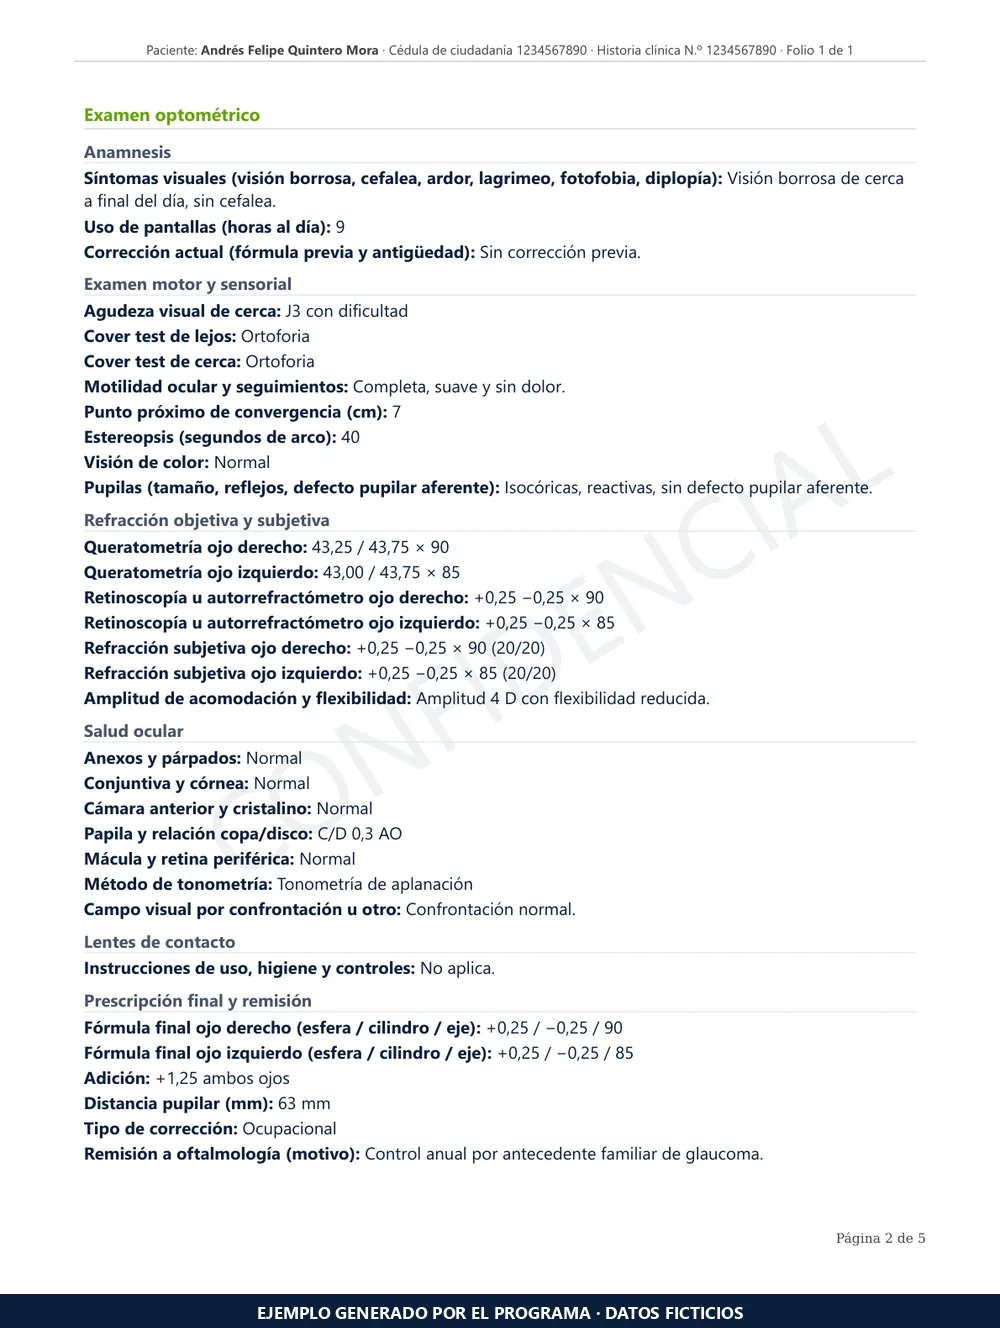 Paciente: Andrés Felipe Quintero Mora · Cédula de ciudadanía 1234567890 · Historia clínica N.º 1234567890 · Folio 1 de 1
Examen optométrico
Anamnesis
Síntomas visuales (visión borrosa, cefalea, ardor, lagrimeo, fotofobia, diplopía): Visión borrosa de cerca
a final del día, sin cefalea.
Uso de pantallas (horas al día): 9
Corrección actual (fórmula previa y antigüedad): Sin corrección previa.
Examen motor y sensorial
Agudeza visual de cerca: J3 con dificultad
Cover test de lejos: Ortoforia
Cover test de cerca: Ortoforia
Motilidad ocular y seguimientos: Completa, suave y sin dolor.
Punto próximo de convergencia (cm): 7
Estereopsis (segundos de arco): 40
Visión de color: Normal
Pupilas (tamaño, reflejos, defecto pupilar aferente): Isocóricas, reactivas, sin defecto pupilar aferente.
Refracción objetiva y subjetiva
Queratometría ojo derecho: 43,25 / 43,75 × 90
Queratometría ojo izquierdo: 43,00 / 43,75 × 85
Retinoscopía u autorrefractómetro ojo derecho: +0,25 −0,25 × 90
Retinoscopía u autorrefractómetro ojo izquierdo: +0,25 −0,25 × 85
Refracción subjetiva ojo derecho: +0,25 −0,25 × 90 (20/20)
Refracción subjetiva ojo izquierdo: +0,25 −0,25 × 85 (20/20)
Amplitud de acomodación y flexibilidad: Amplitud 4 D con flexibilidad reducida.
Salud ocular
Anexos y párpados: Normal
Conjuntiva y córnea: Normal
Cámara anterior y cristalino: Normal
Papila y relación copa/disco: C/D 0,3 AO
Mácula y retina periférica: Normal
Método de tonometría: Tonometría de aplanación
Campo visual por confrontación u otro: Confrontación normal.
Lentes de contacto
Instrucciones de uso, higiene y controles: No aplica.
Prescripción final y remisión
Fórmula final ojo derecho (esfera / cilindro / eje): +0,25 / −0,25 / 90
Fórmula final ojo izquierdo (esfera / cilindro / eje): +0,25 / −0,25 / 85
Adición: +1,25 ambos ojos
Distancia pupilar (mm): 63 mm
Tipo de corrección: Ocupacional
Remisión a oftalmología (motivo): Control anual por antecedente familiar de glaucoma.
CONFIDENCIAL
Página 2 de 5
EJEMPLO GENERADO POR EL PROGRAMA · DATOS FICTICIOS